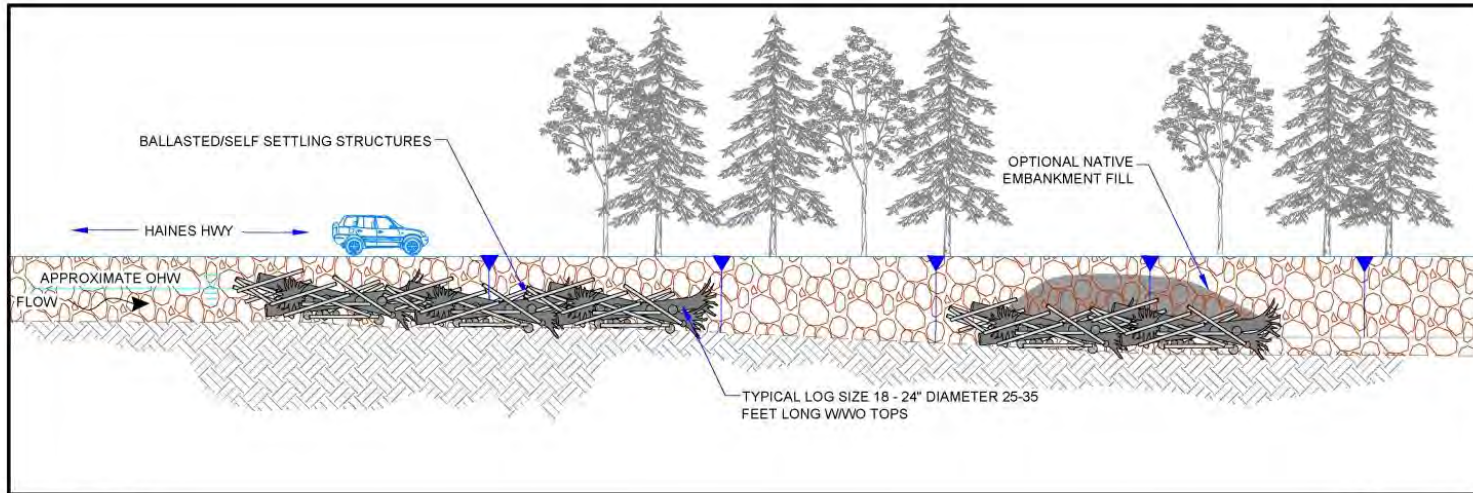 BALLASTED/SELF SETTLING STRUCTURES
OPTIONAL NATIVE
EMBANKMENT FILL
HAINES HWY
APPROXIMATE OHW
FLOW
TYPICAL LOG SIZE 18 - 24" DIAMETER 25-35
FEET LONG W/WO TOPS